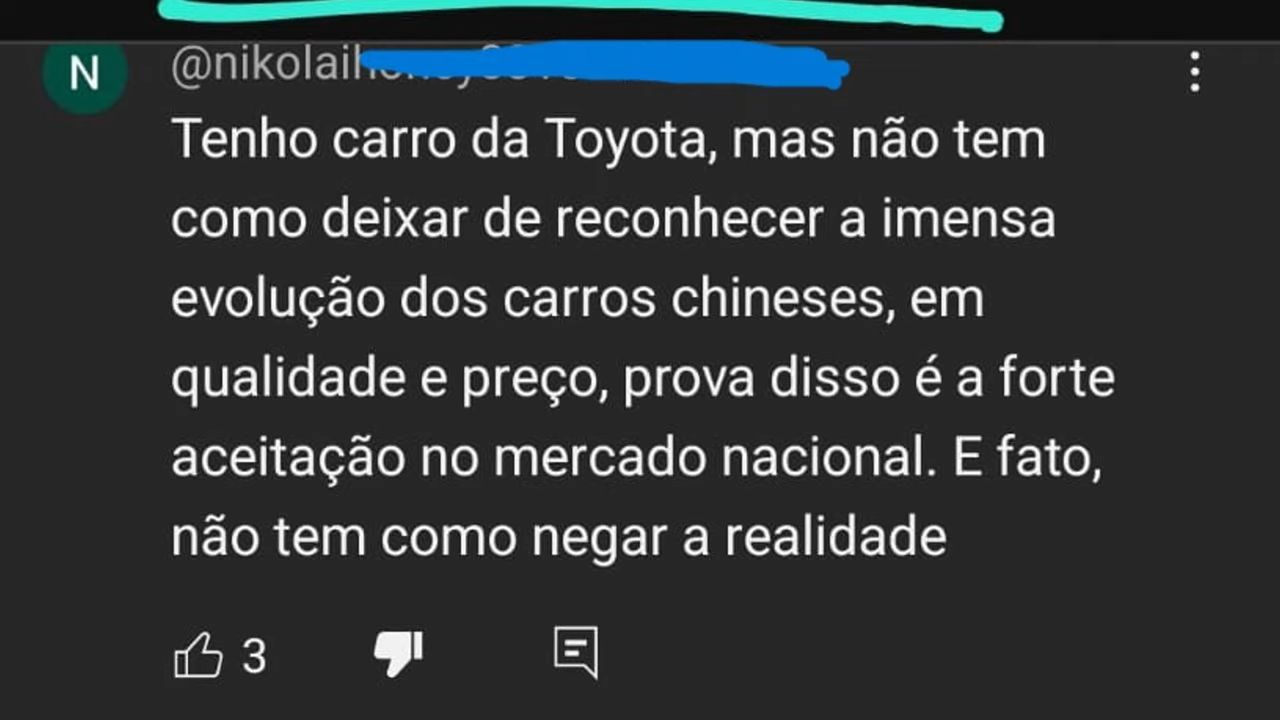 N
Tenho carro da Toyota, mas não tem
como deixar de reconhecer a imensa
evolução dos carros chineses, em
qualidade e preço, prova disso é a forte
aceitação no mercado nacional. E fato,
não tem como negar a realidade
3